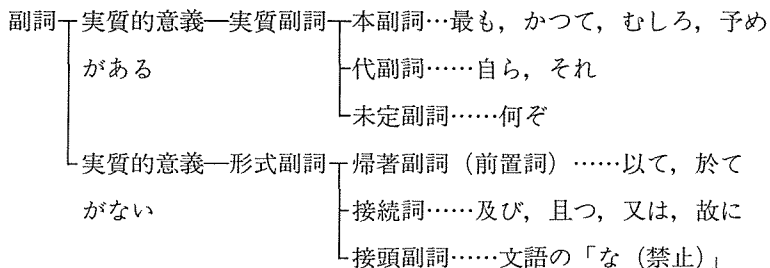 副詞┬実質的意義―実質副詞┬本副詞…最も，かつて，むしろ，予め
がある ├代副詞……自ら，それ
└未定副詞……何ぞ
└実質的意義―形式副詞┬帰著副詞（前置詞）……以て，於て
がない ├接続詞……及び，且つ，又は，故に
└接頭副詞……文語の「な（禁止）」